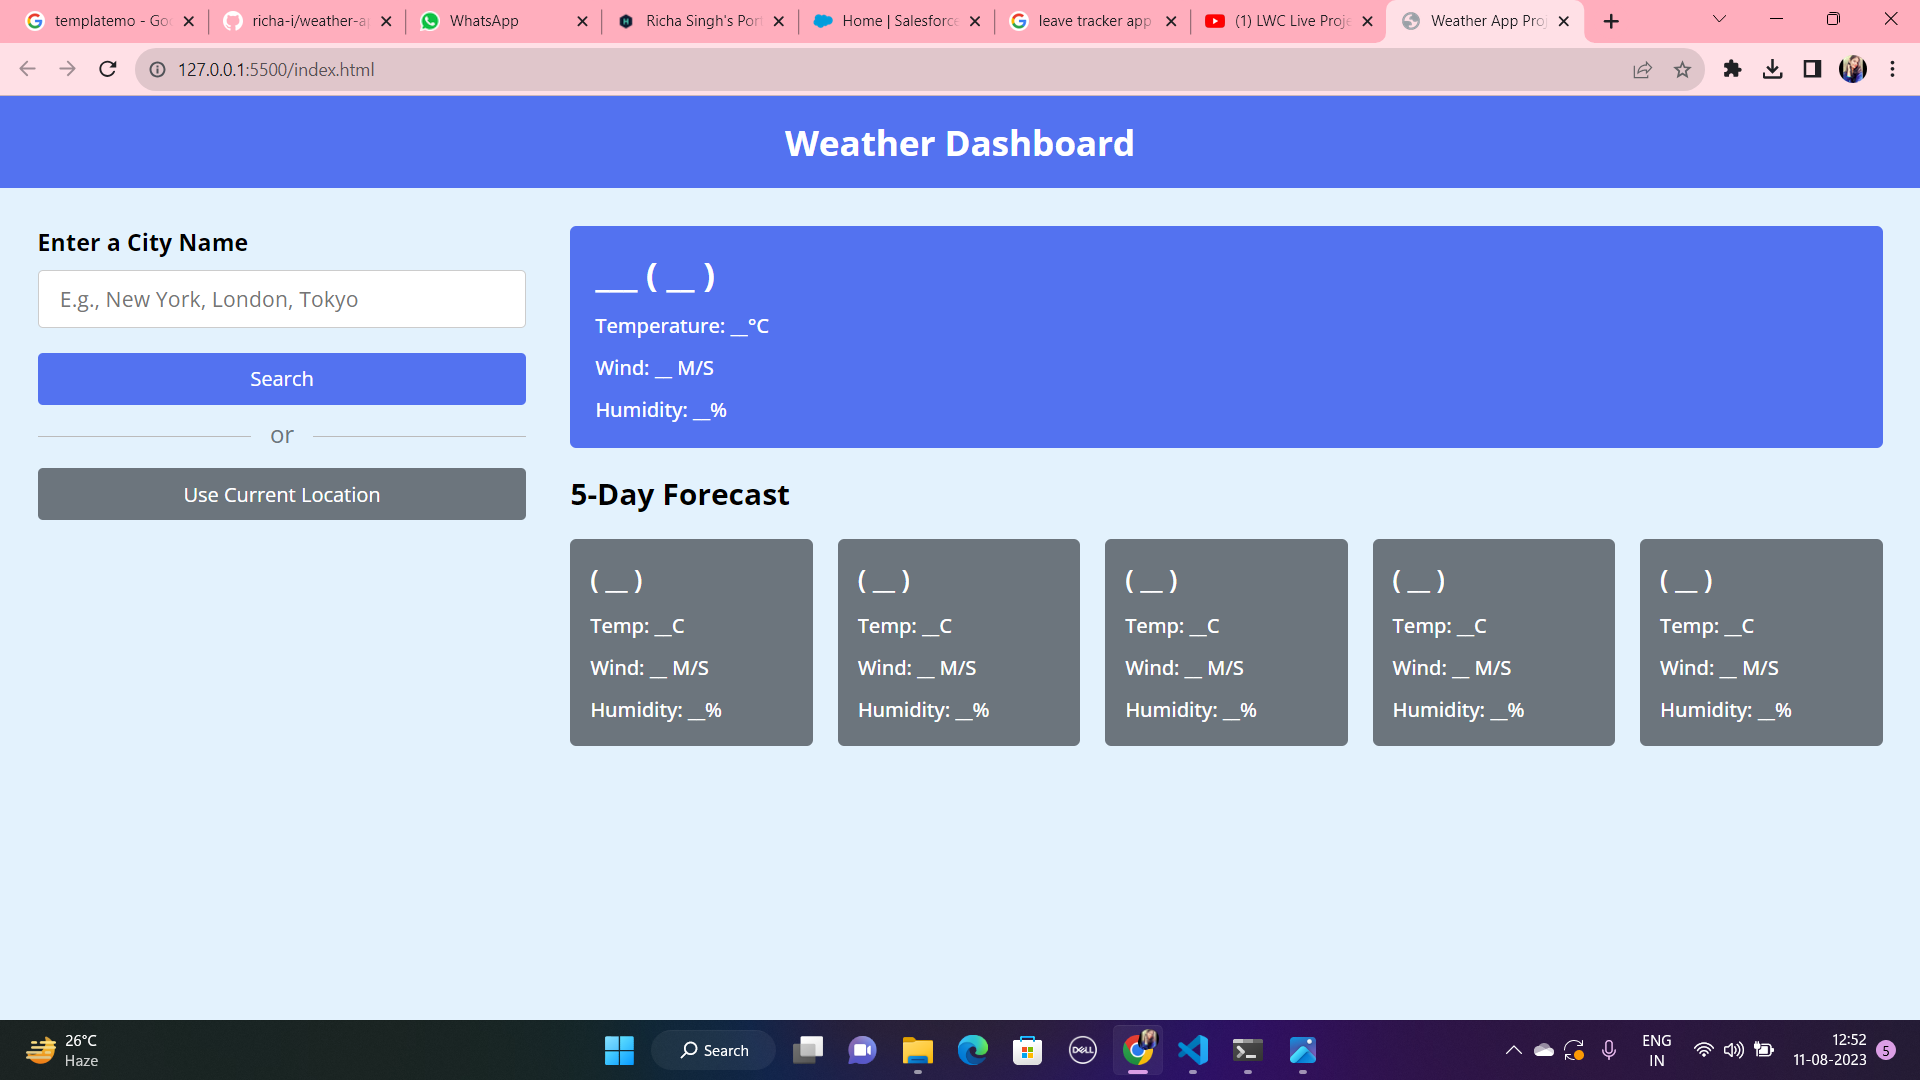 templatemo - Goo
richa-i/weather-ap
WhatsApp
Richa Singh's Port
Home | Salesforce
leave tracker app
(1) LWC Live Proje
Weather App Proj
127.0.0.1:5500/index.html
Weather Dashboard
Enter a City Name
E.g., New York, London, Tokyo
Search
or
Use Current Location
___ ( __ )
Temperature: __°C
Wind: __ M/S
Humidity: __%
5-Day Forecast
( __ )
Temp: __C
Wind: __ M/S
Humidity: __%
( __ )
Temp: __C
Wind: __ M/S
Humidity: __%
( __ )
Temp: __C
Wind: __ M/S
Humidity: __%
( __ )
Temp: __C
Wind: __ M/S
Humidity: __%
( __ )
Temp: __C
Wind: __ M/S
Humidity: __%
26°C
Haze
Search
DELL
ENG
IN
12:52
11-08-2023
5